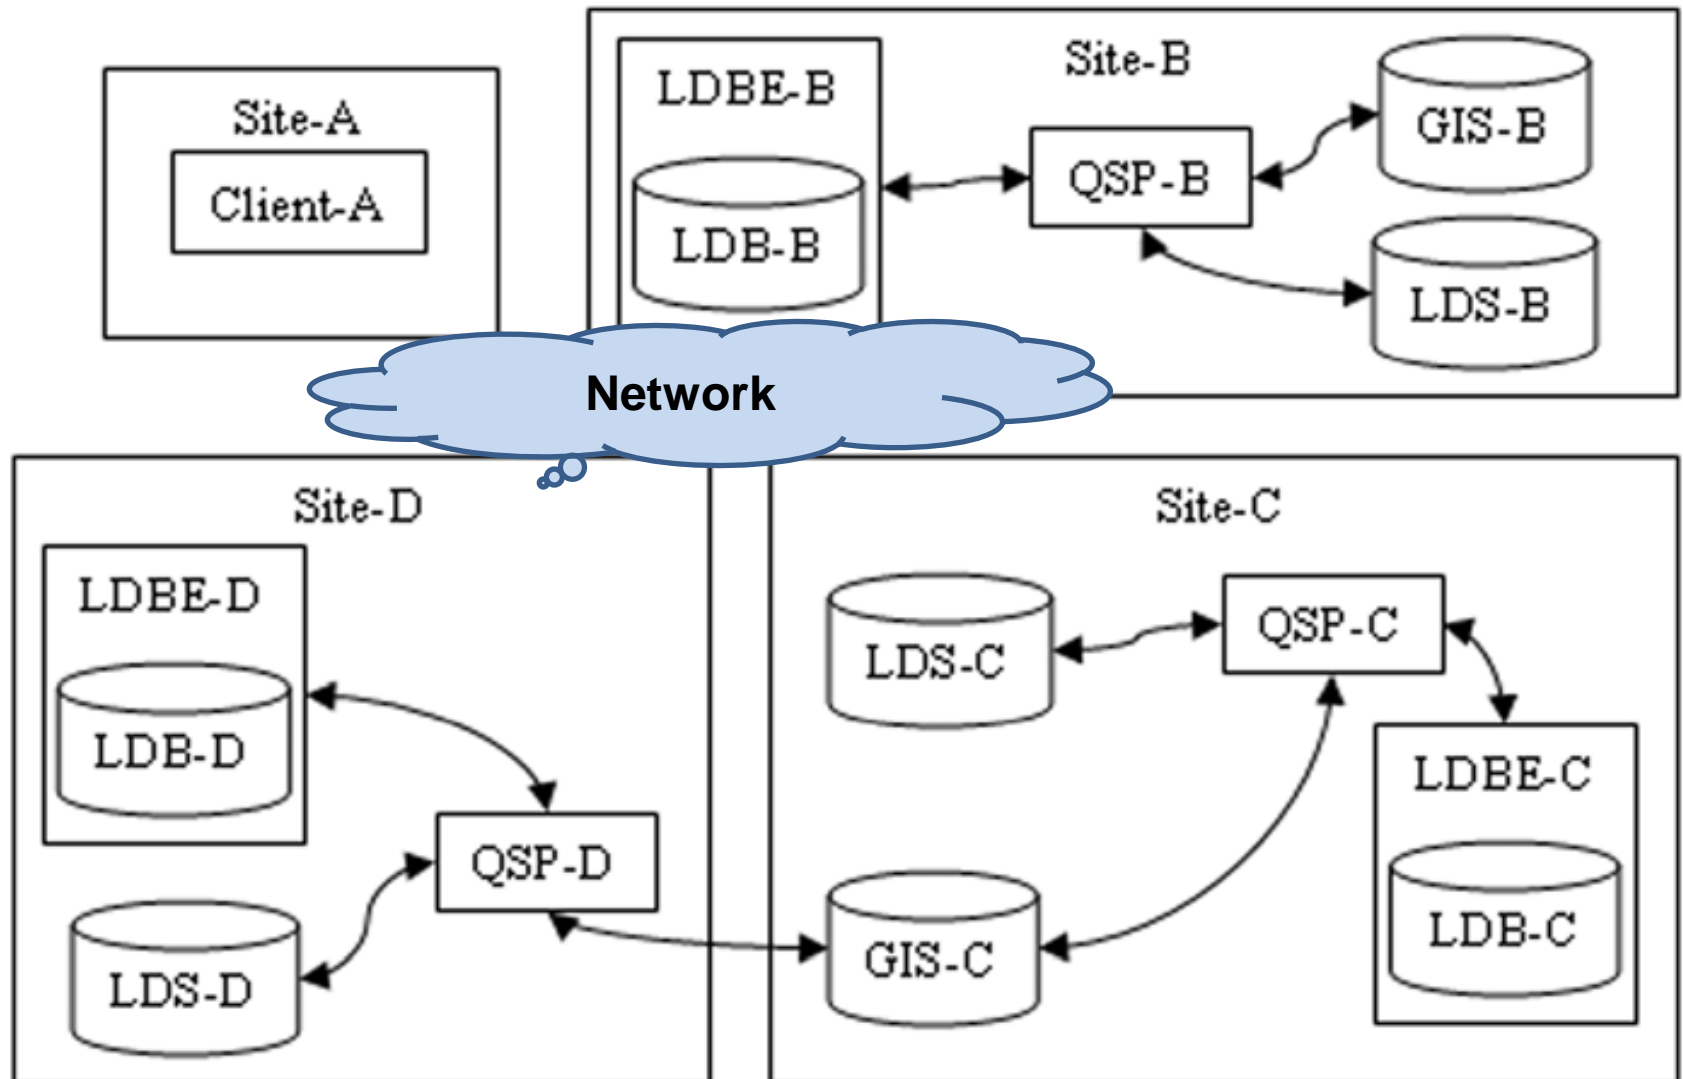 Site-A
Client-A
Site-B
LDBE-B
LDB-B
QSP-B
GIS-B
LDS-B
Network
Site-D
LDBE-D
LDB-D
QSP-D
LDS-D
Site-C
LDS-C
QSP-C
LDBE-C
LDB-C
GIS-C